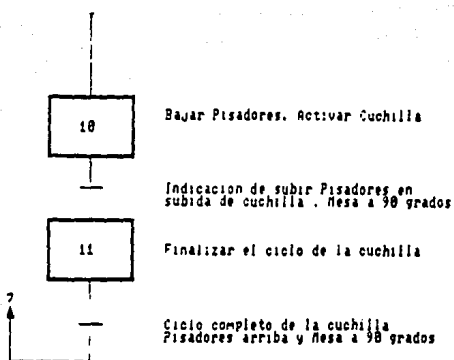 10
Bajar Pisadores. Activar Cuchilla
Indicacion de subir Pisadores en
subida de cuchilla . Mesa a 90 grados
11
Finalizar el ciclo de la cuchilla
7
Ciclo completo de la cuchilla
Pisadores arriba y Mesa a 90 grados